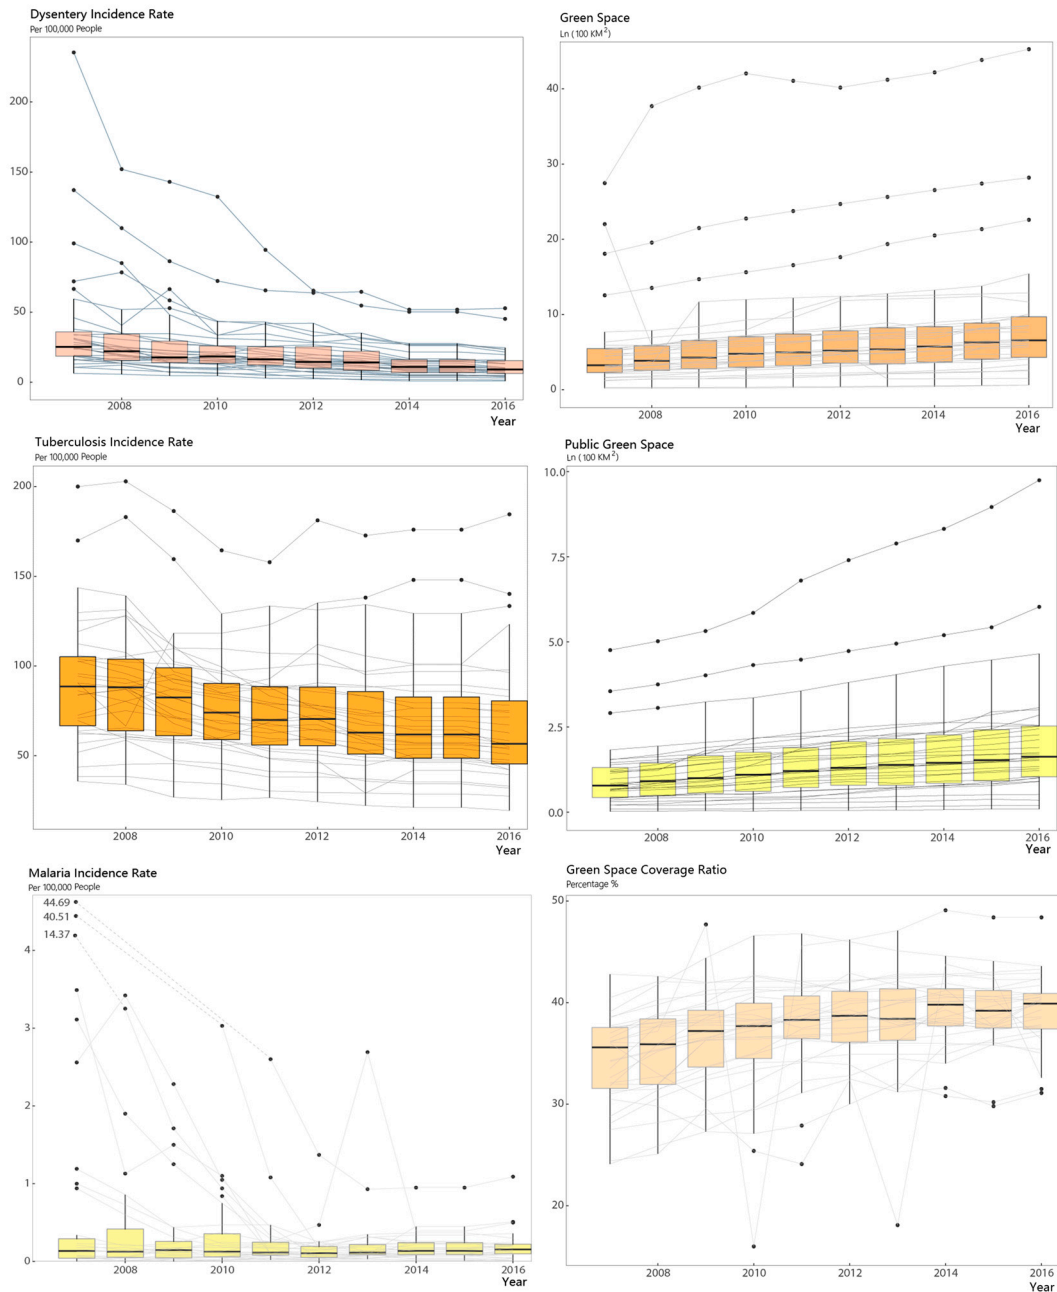 Dysentery Incidence Rate
Per 100,000 People
200
150
100
50
0
2008 2010 2012 2014 2016
Year
Green Space
Ln (100 KM²)
40
30
20
10
0
2008 2010 2012 2014 2016
Year
Tuberculosis Incidence Rate
Per 100,000 People
200
150
100
50
2008 2010 2012 2014 2016
Year
Public Green Space
Ln (100 KM²)
10.0
7.5
5.0
2.5
0.0
2008 2010 2012 2014 2016
Year
Malaria Incidence Rate
Per 100,000 People
44.69
40.51
14.37
4
3
2
1
0
2008 2010 2012 2014 2016
Year
Green Space Coverage Ratio
Percentage %
50
40
30
20
2008 2010 2012 2014 2016
Year